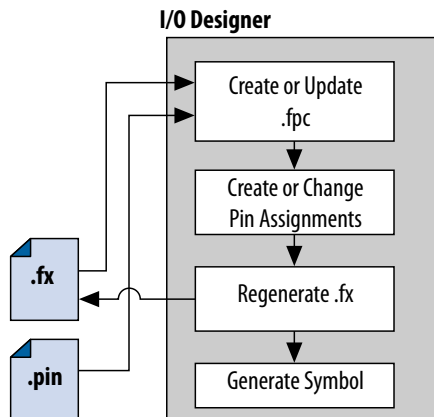 I/O Designer
Create or Update
.fpc
Create or Change
Pin Assignments
.fx
Regenerate .fx
.pin
Generate Symbol